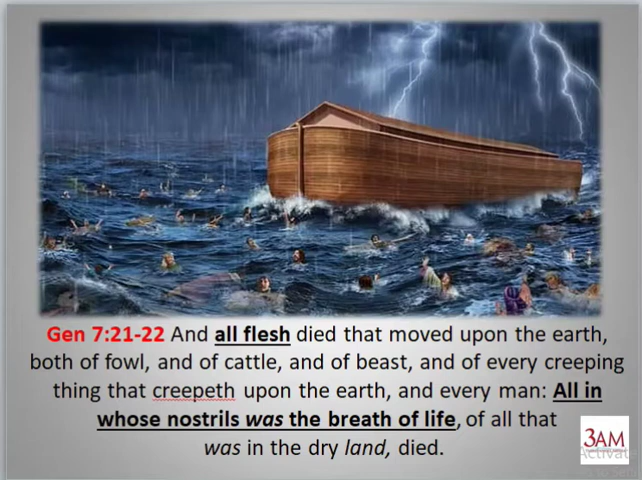 Gen 7:21-22 And all flesh died that moved upon the earth,
both of fowl, and of cattle, and of beast, and of every creeping
thing that creepeth upon the earth, and every man: All in
whose nostrils was the breath of life, of all that
was in the dry land, died.
3AM
Activate